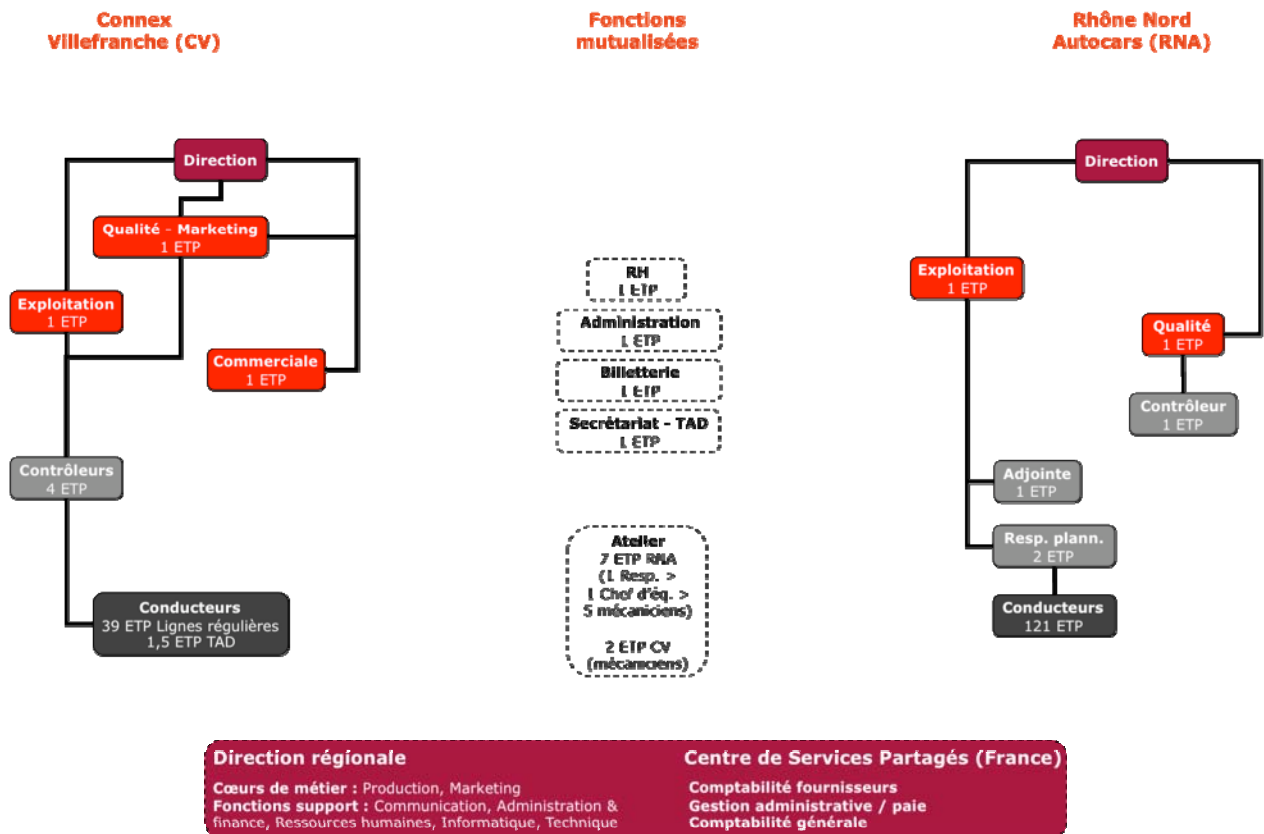 Connex
Villefranche (CV)
Fonctions
mutualisées
Rhône Nord
Autocars (RNA)
Direction
Qualité - Marketing
1 ETP
Exploitation
1 ETP
Commerciale
1 ETP
Contrôleurs
4 ETP
Conducteurs
39 ETP Lignes régulières
1,5 ETP TAD
RH
1 ETP
Administration
1 ETP
Billetterie
1 ETP
Secrétariat - TAD
1 ETP
Atelier
7 ETP RNA
(1 Resp. >
1 Chef d'éq. >
5 mécaniciens)
2 ETP CV
(mécaniciens)
Direction
Exploitation
1 ETP
Qualité
1 ETP
Contrôleur
1 ETP
Adjointe
1 ETP
Resp. plann.
2 ETP
Conducteurs
121 ETP
Direction régionale
Cœurs de métier : Production, Marketing
Fonctions support : Communication, Administration &
finance, Ressources humaines, Informatique, Technique
Centre de Services Partagés (France)
Comptabilité fournisseurs
Gestion administrative / paie
Comptabilité générale